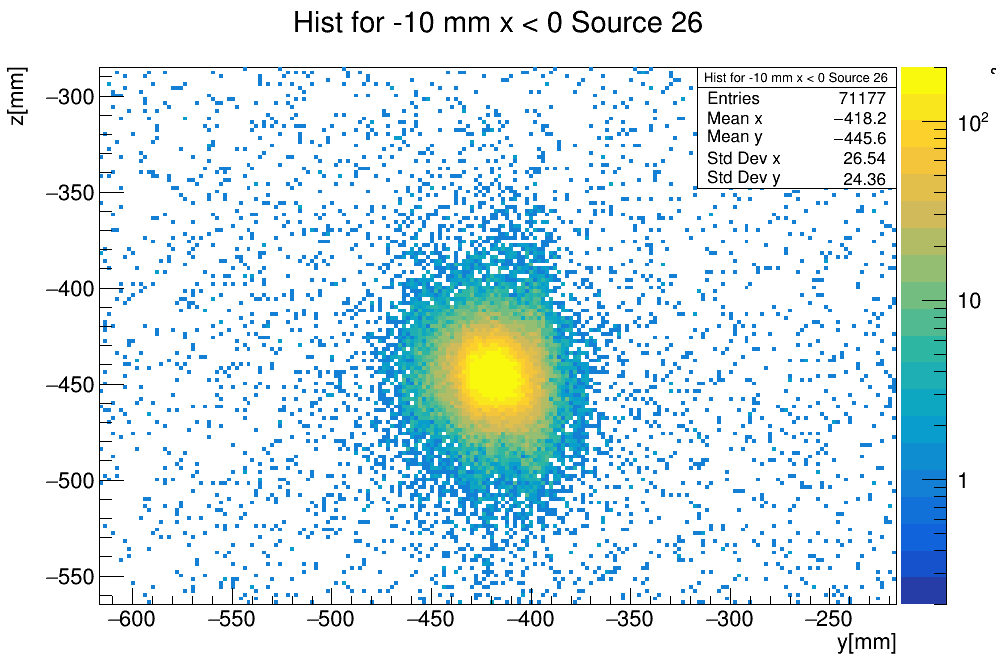 Hist for -10 mm x < 0 Source 26
z[mm]
Hist for -10 mm x < 0 Source 26
Entries 71177
Mean x −418.2
Mean y −445.6
Std Dev x 26.54
Std Dev y 24.36
−300
−350
−400
−450
−500
−550
10²
10
1
−600 −550 −500 −450 −400 −350 −300 −250
y[mm]